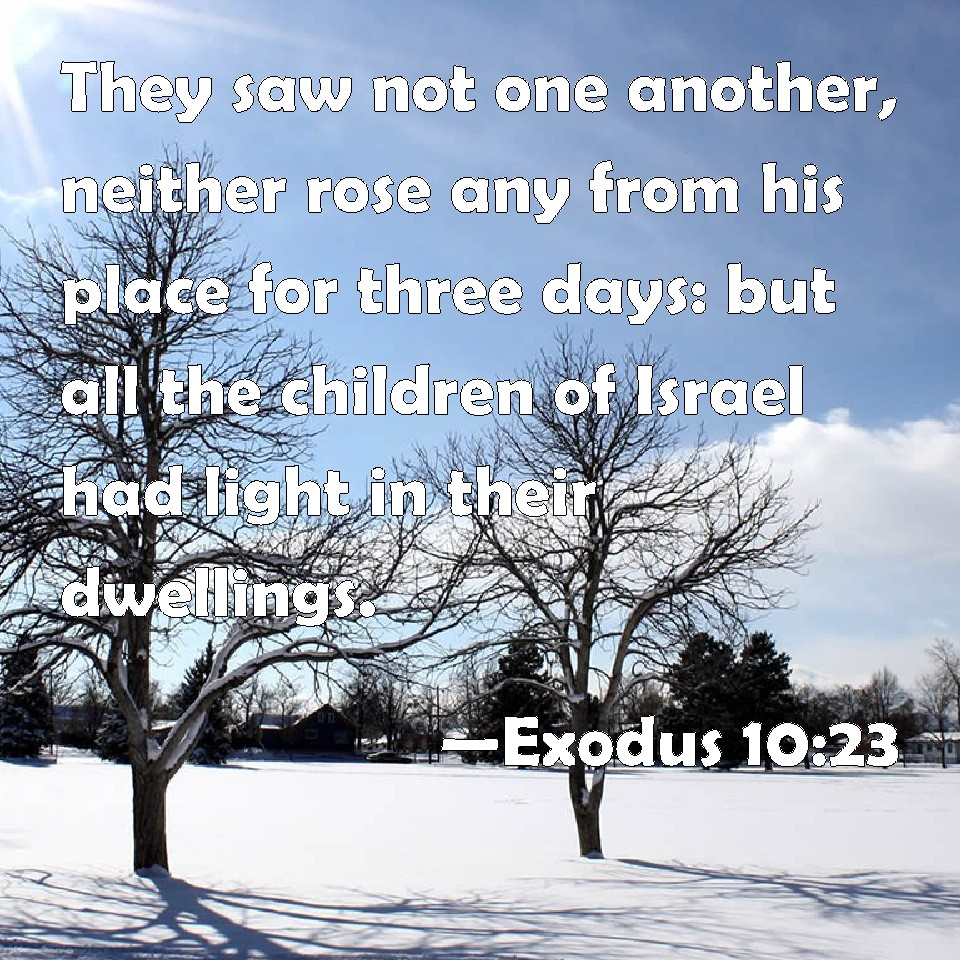 They saw not one another,
neither rose any from his
place for three days: but
all the children of Israel
had light in their
dwellings.
—Exodus 10:23